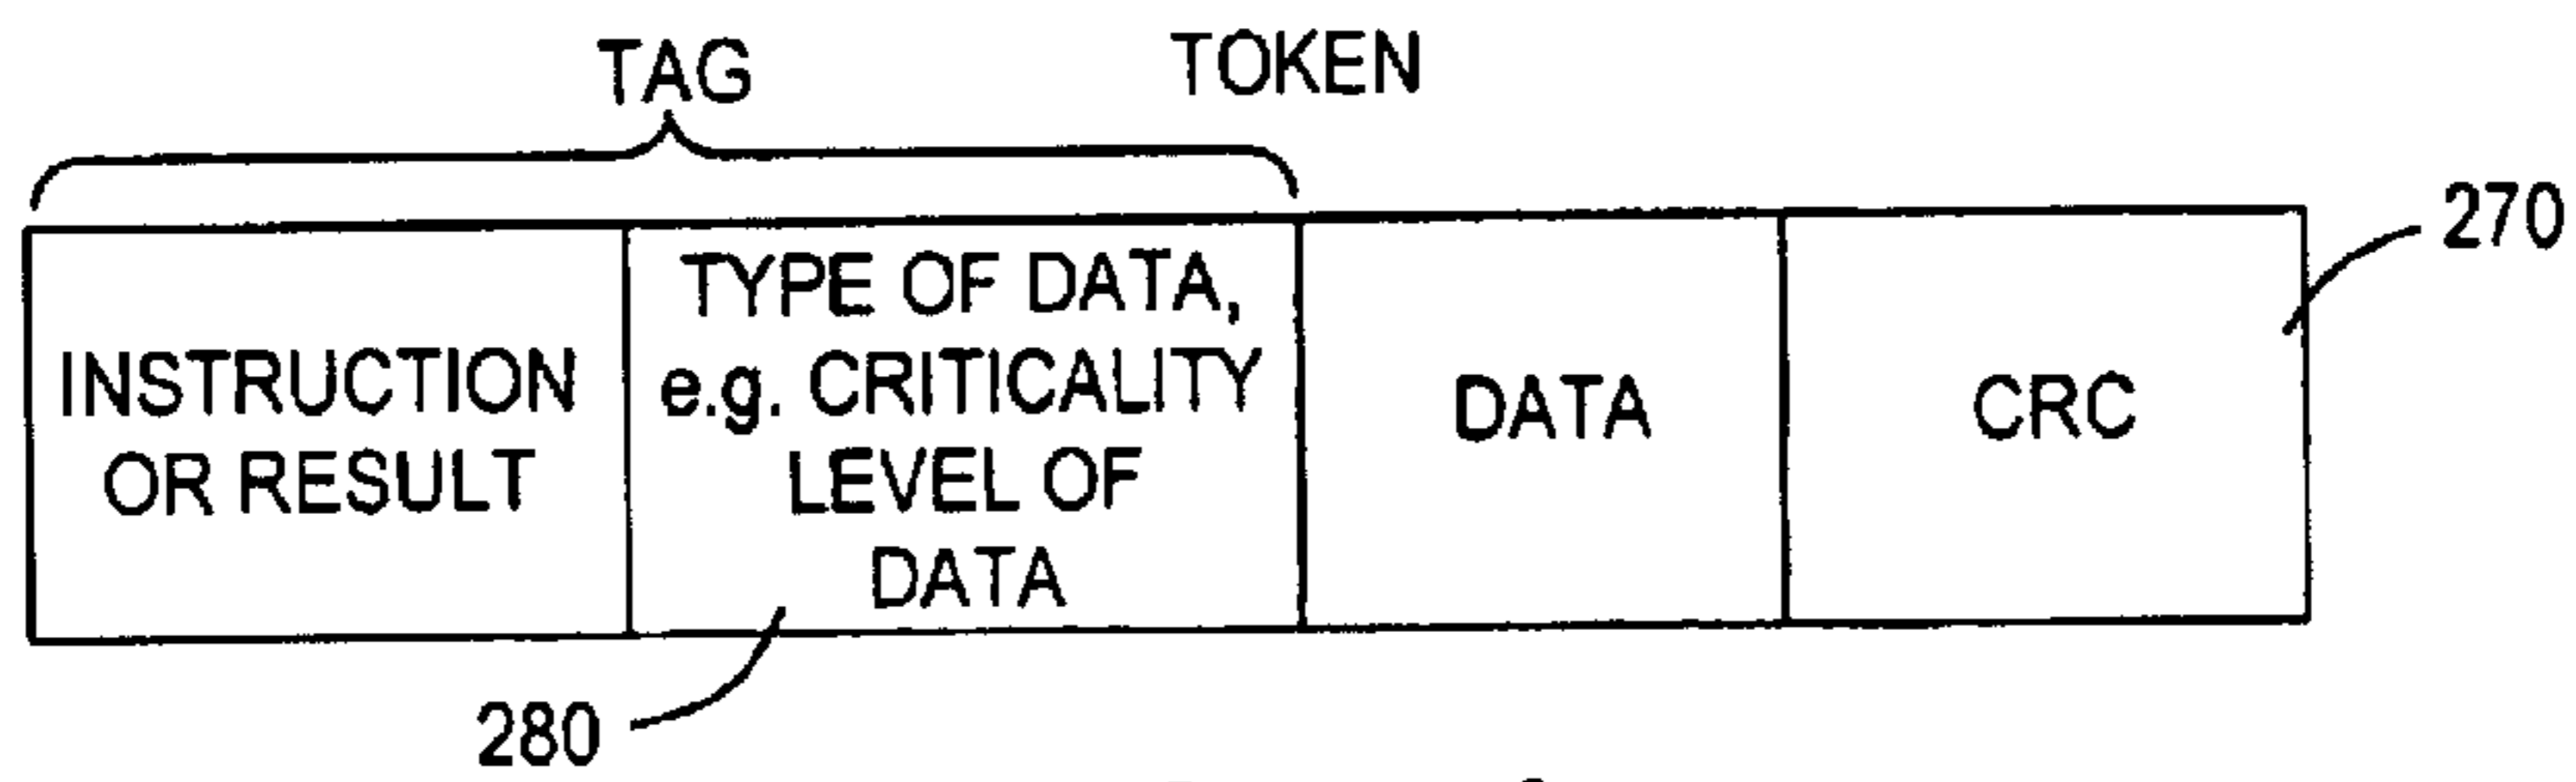 TAG
TOKEN
270
INSTRUCTION
OR RESULT
TYPE OF DATA,
e.g. CRITICALITY
LEVEL OF
DATA
DATA
CRC
280